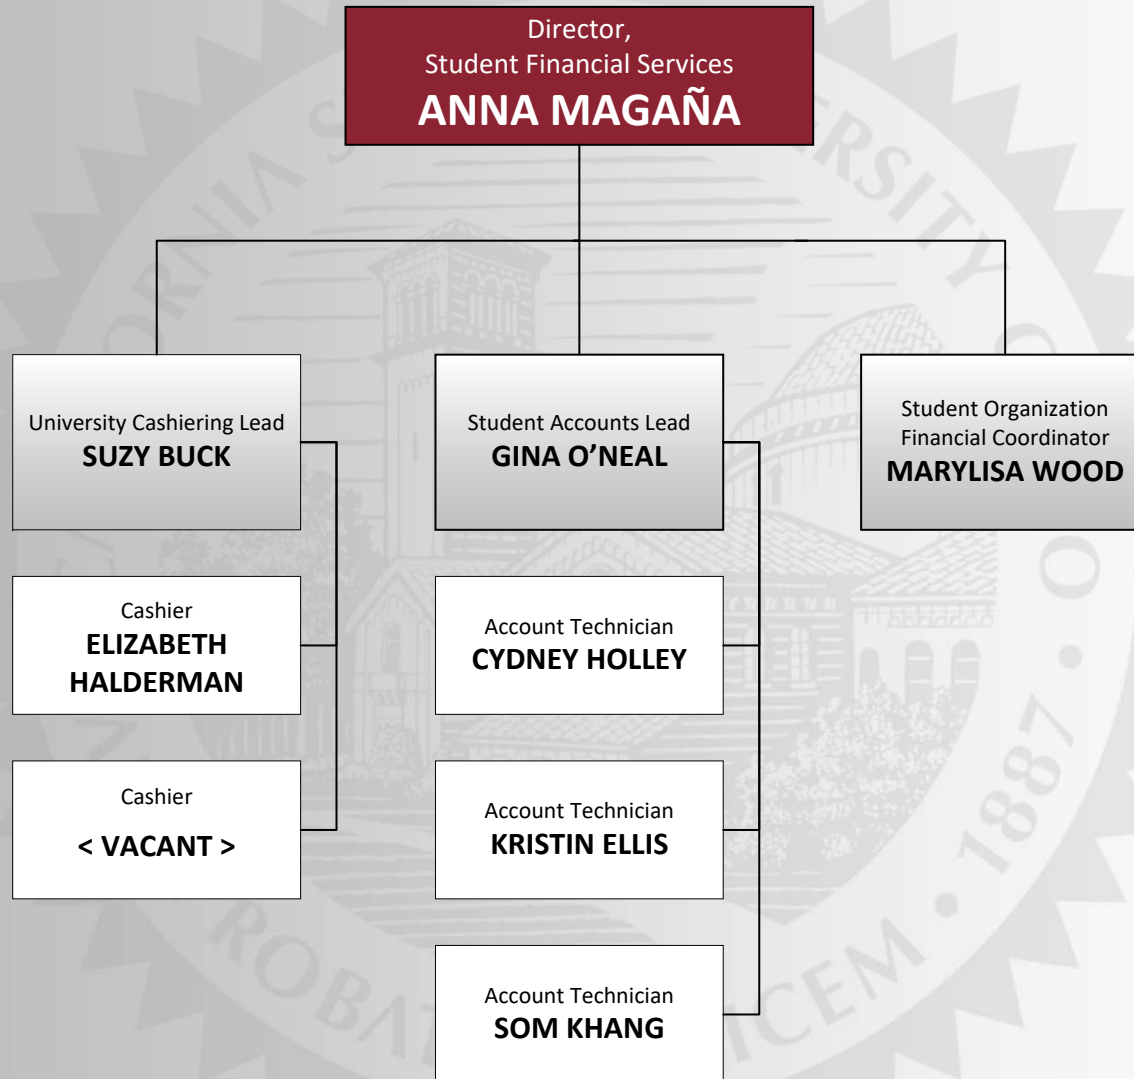 Director,
Student Financial Services
ANNA MAGAÑA
University Cashiering Lead
SUZY BUCK
Student Accounts Lead
GINA O’NEAL
Student Organization
Financial Coordinator
MARYLISA WOOD
Cashier
ELIZABETH
HALDERMAN
Account Technician
CYDNEY HOLLEY
Cashier
< VACANT >
Account Technician
KRISTIN ELLIS
Account Technician
SOM KHANG
1887